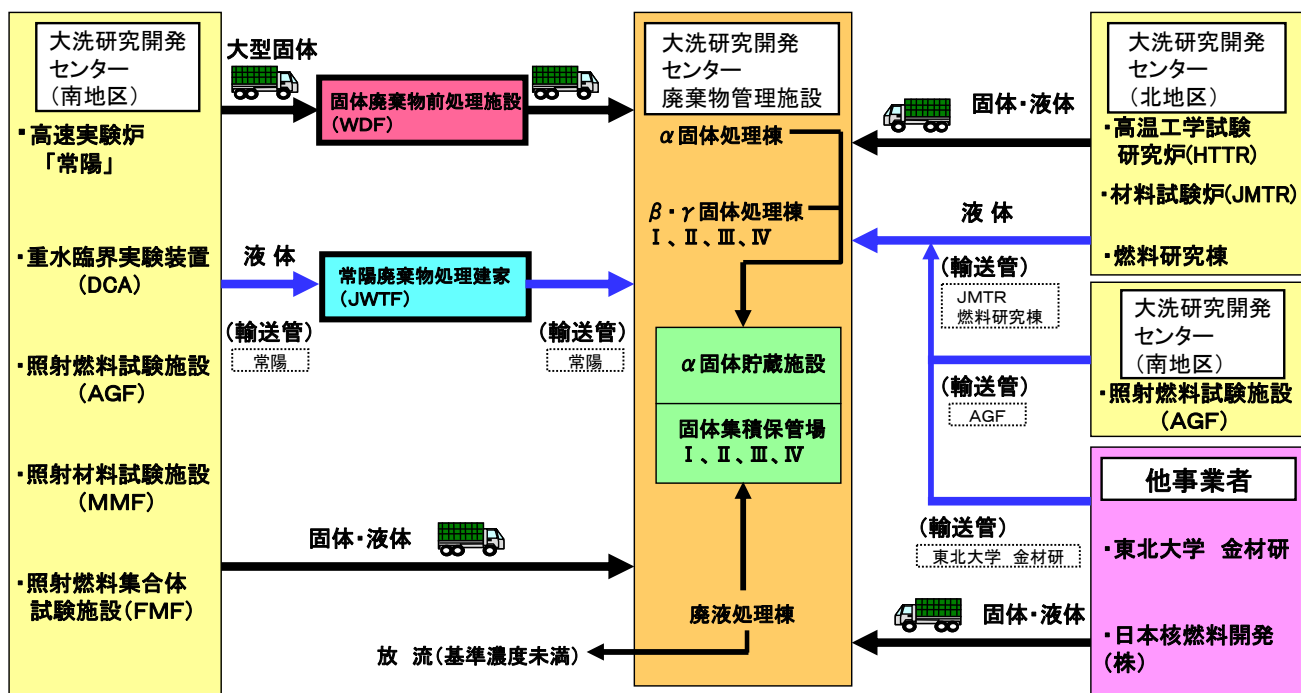 大洗研究開発
センター
(南地区)
・高速実験炉
「常陽」
・重水臨界実験装置
(DCA)
・照射燃料試験施設
(AGF)
・照射材料試験施設
(MMF)
・照射燃料集合体
試験施設(FMF)
大型固体
固体廃棄物前処理施設
(WDF)
液 体
常陽廃棄物処理建家
(JWTF)
(輸送管)
常陽
(輸送管)
常陽
固体・液体
放 流(基準濃度未満)
大洗研究開発
センター
廃棄物管理施設
α固体処理棟
β・γ固体処理棟
Ⅰ、Ⅱ、Ⅲ、Ⅳ
α固体貯蔵施設
固体集積保管場
Ⅰ、Ⅱ、Ⅲ、Ⅳ
廃液処理棟
固体・液体
液 体
(輸送管)
JMTR
燃料研究棟
(輸送管)
AGF
(輸送管)
東北大学 金材研
固体・液体
大洗研究開発
センター
(北地区)
・高温工学試験
研究炉(HTTR)
・材料試験炉(JMTR)
・燃料研究棟
大洗研究開発
センター
(南地区)
・照射燃料試験施設
(AGF)
他事業者
・東北大学 金材研
・日本核燃料開発
(株)